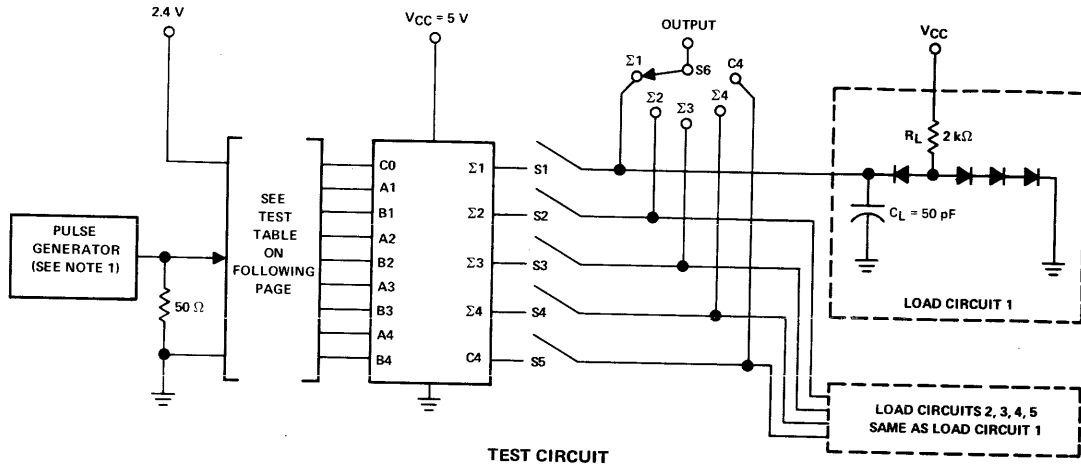 2.4 V
VCC = 5 V
OUTPUT
Σ1
S6
C4
VCC
Σ2
Σ3
Σ4
RL
2 kΩ
CL = 50 pF
LOAD CIRCUIT 1
PULSE
GENERATOR
(SEE NOTE 1)
50 Ω
SEE
TEST
TABLE
ON
FOLLOWING
PAGE
C0
A1
B1
A2
B2
A3
B3
A4
B4
Σ1
Σ2
Σ3
Σ4
C4
S1
S2
S3
S4
S5
LOAD CIRCUITS 2, 3, 4, 5
SAME AS LOAD CIRCUIT 1
TEST CIRCUIT